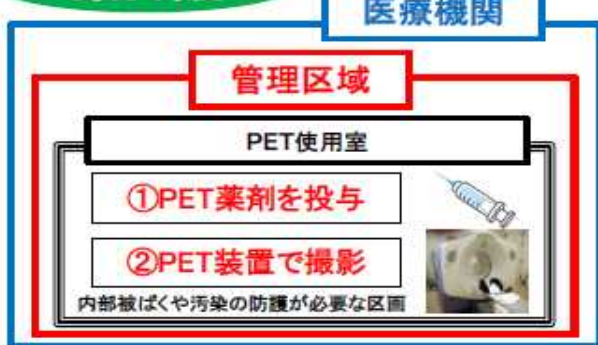 医療機関
管理区域
PET使用室
①PET薬剤を投与
②PET装置で撮影
内部被ばくや汚染の防護が必要な区画